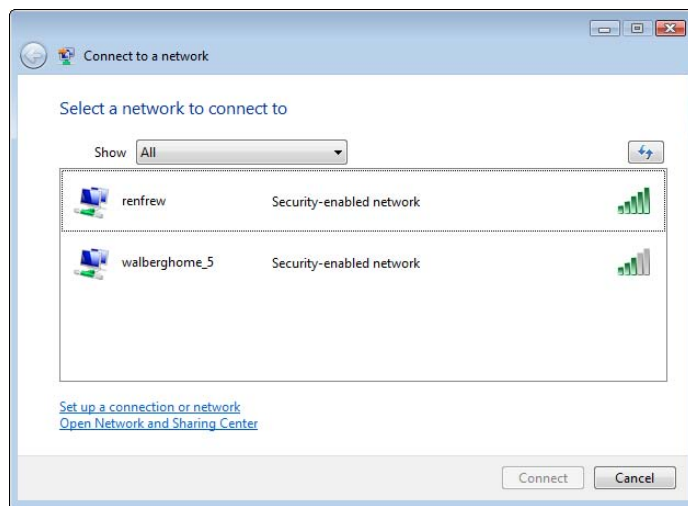 Connect to a network
Select a network to connect to
Show All
renfrew Security-enabled network
walberghome_5 Security-enabled network
Set up a connection or network
Open Network and Sharing Center
Connect Cancel